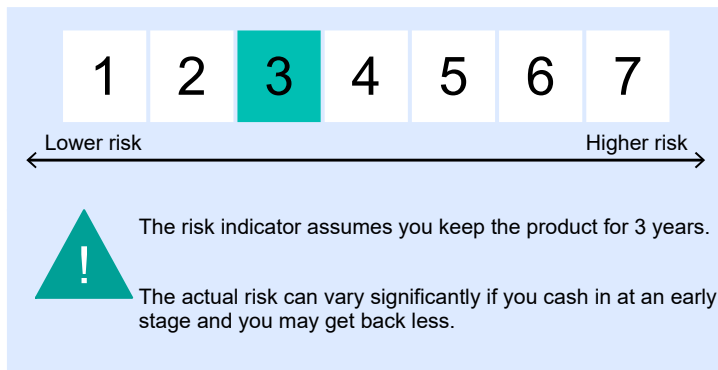 1 2 3 4 5 6 7
Lower risk Higher risk
!
The risk indicator assumes you keep the product for 3 years.
The actual risk can vary significantly if you cash in at an early
stage and you may get back less.